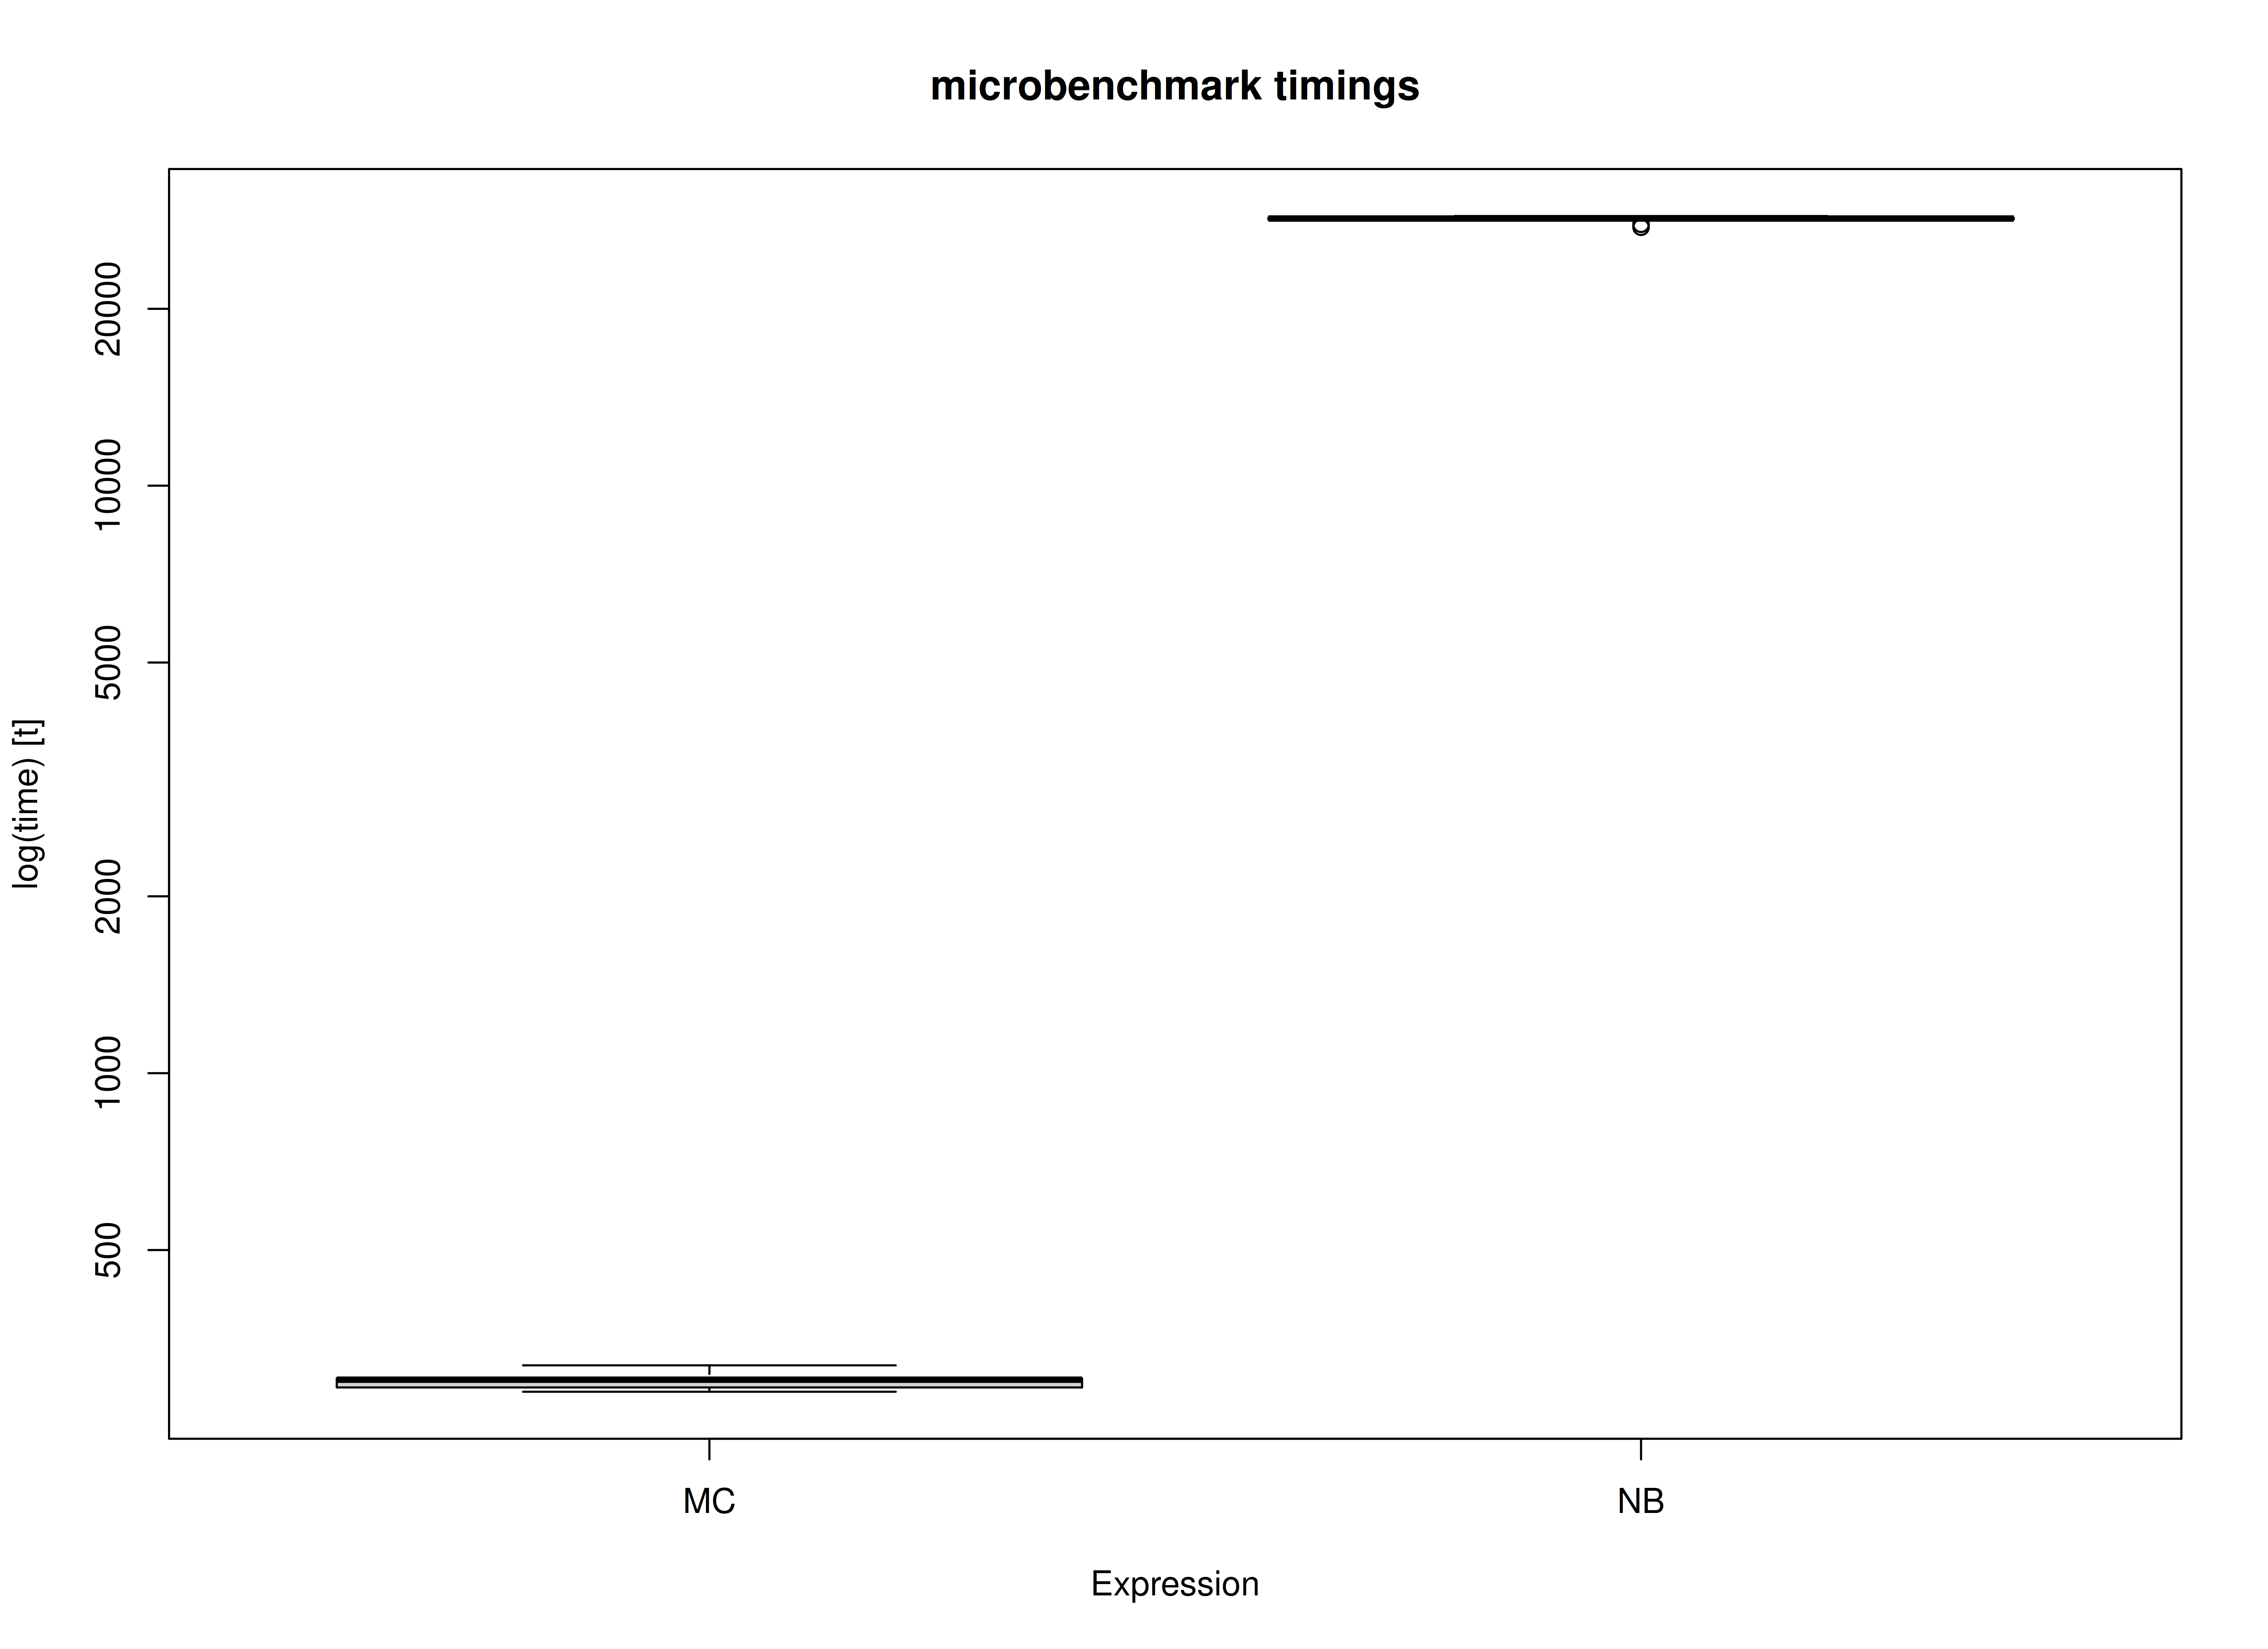 microbenchmark timings
log(time) [t]
20000
10000
5000
2000
1000
500
MC
NB
Expression